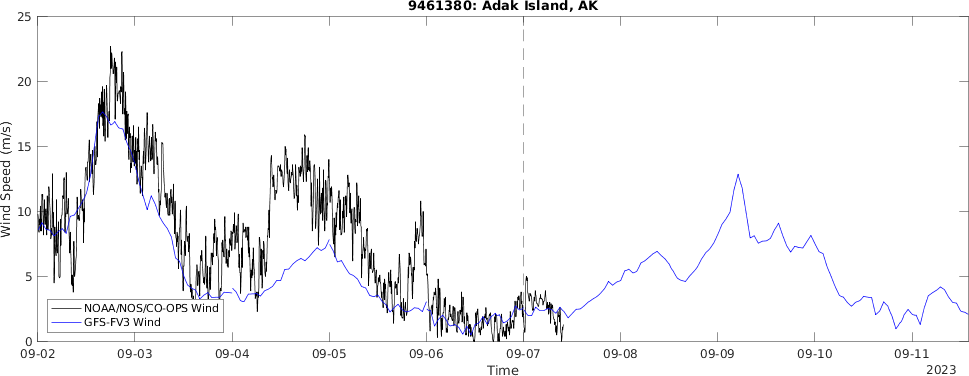 9461380: Adak Island, AK
25
20
15
10
5
0
Wind Speed (m/s)
NOAA/NOS/CO-OPS Wind
GFS-FV3 Wind
09-02 09-03 09-04 09-05 09-06 09-07 09-08 09-09 09-10 09-11
Time
2023